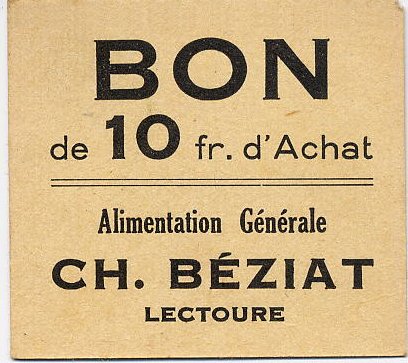 BON
de 10 fr. d'Achat
Alimentation Générale
CH. BÉZIAT
LECTOURE